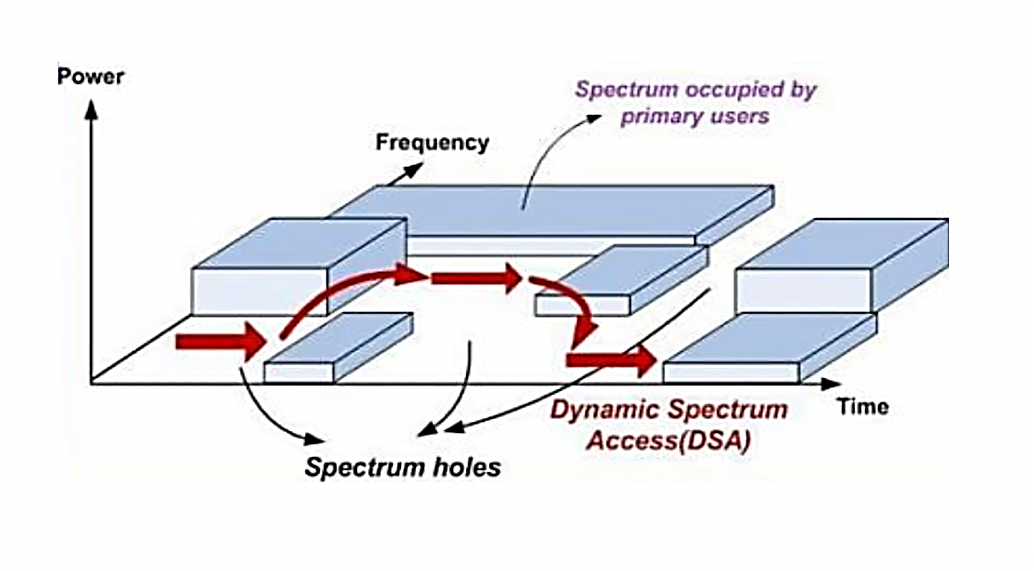 Power
Spectrum occupied by
primary users
Frequency
Time
Dynamic Spectrum
Access(DSA)
Spectrum holes